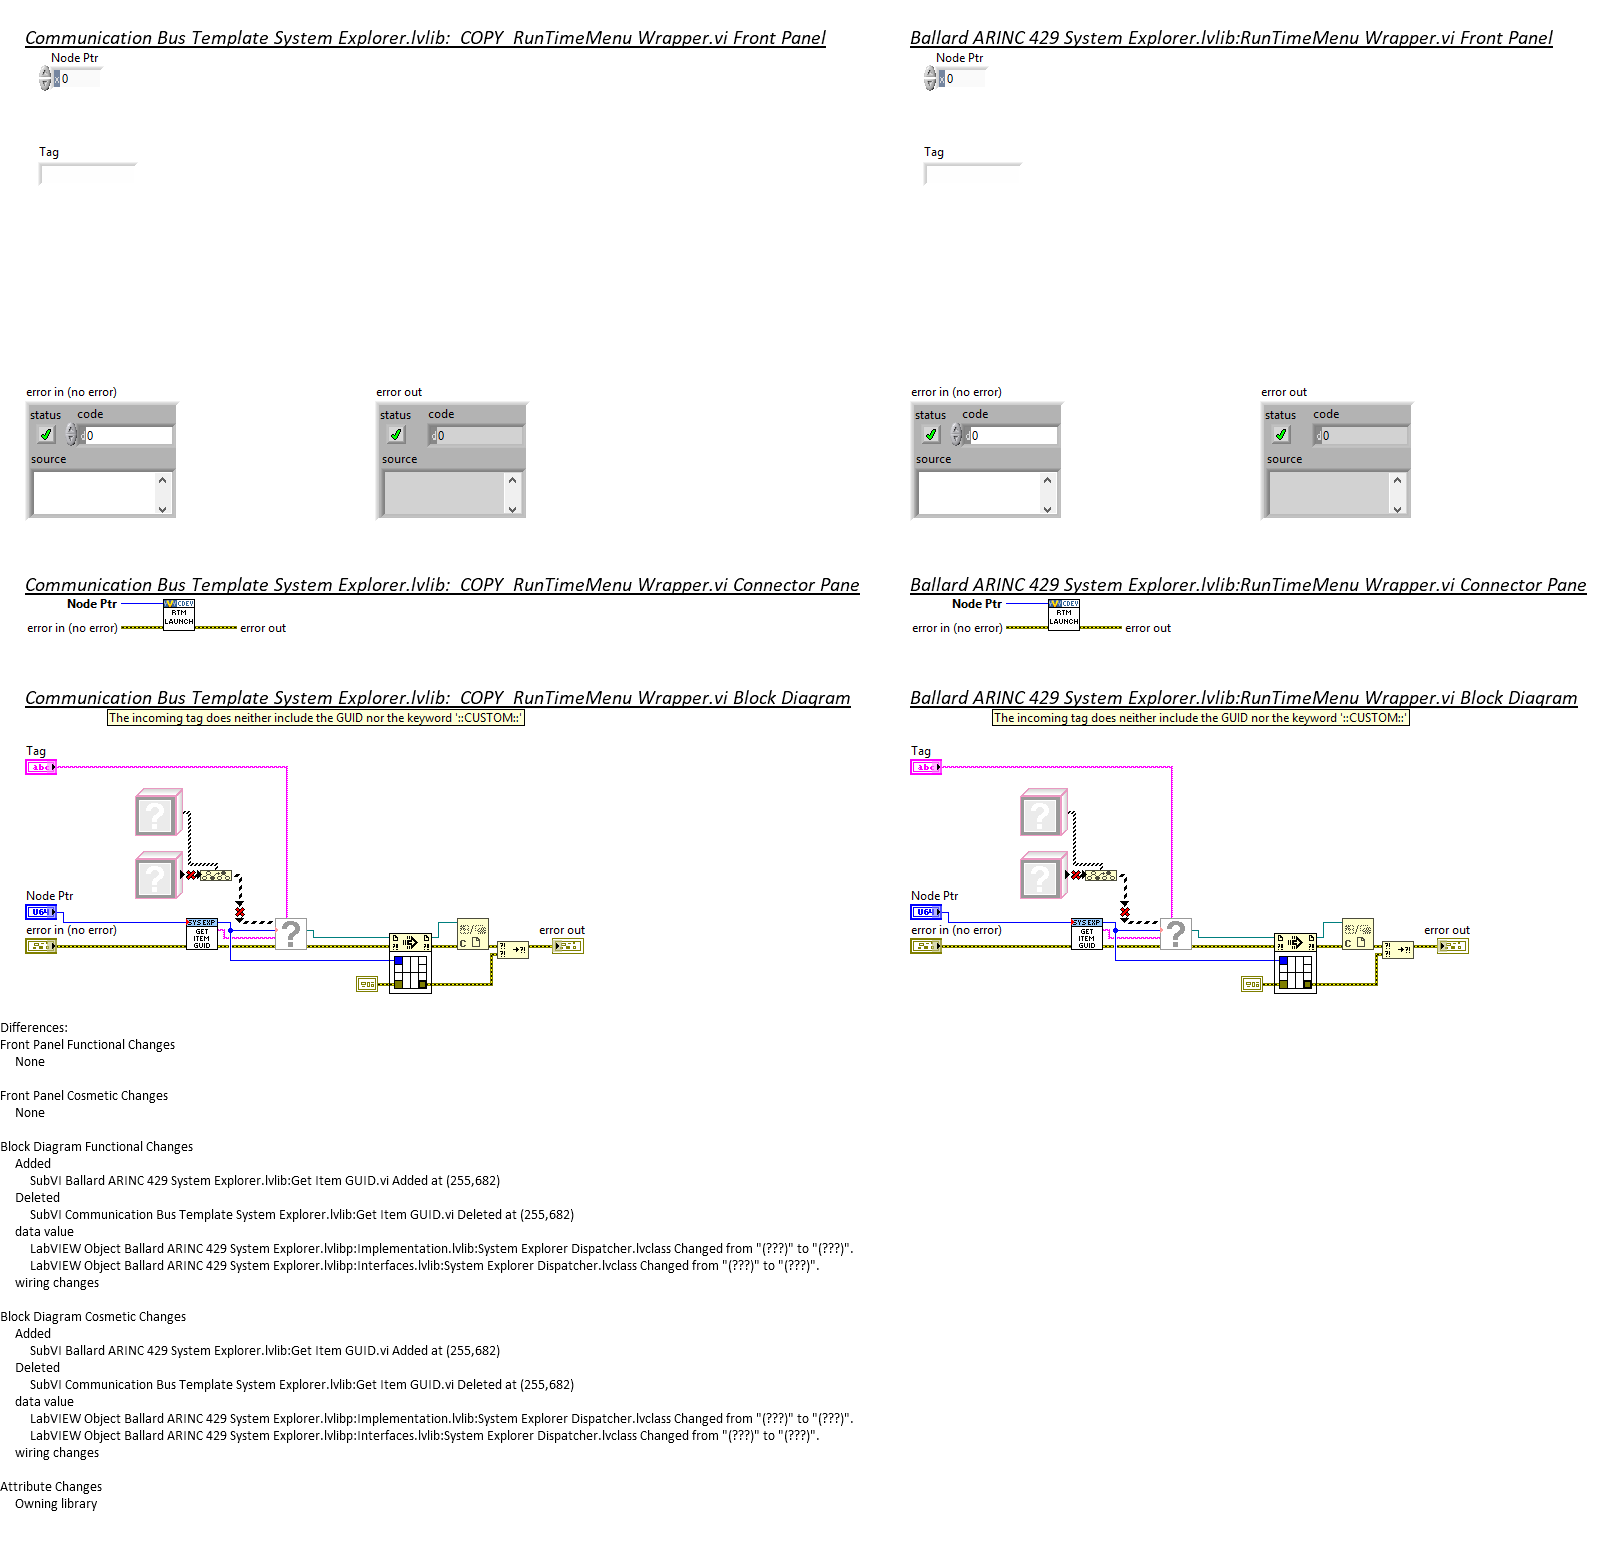 Communication Bus Template System Explorer.lvlib:  COPY  RunTimeMenu Wrapper.vi Front Panel
Node Ptr
x 0
Tag
error in (no error)
status code
d 0
source
error out
status code
d 0
source
Communication Bus Template System Explorer.lvlib:  COPY  RunTimeMenu Wrapper.vi Connector Pane
Node Ptr
CDEV
RTM
LAUNCH
error in (no error)
error out
Communication Bus Template System Explorer.lvlib:  COPY  RunTimeMenu Wrapper.vi Block Diagram
The incoming tag does neither include the GUID nor the keyword '::CUSTOM::'
Tag
abc
?
?
Node Ptr
U64
error in (no error)
SYS EXP
GET
ITEM
GUID
?
?!
?!
C
?!
?!
?!
error out
Ballard ARINC 429 System Explorer.lvlib:RunTimeMenu Wrapper.vi Front Panel
Node Ptr
x 0
Tag
error in (no error)
status code
d 0
source
error out
status code
d 0
source
Ballard ARINC 429 System Explorer.lvlib:RunTimeMenu Wrapper.vi Connector Pane
Node Ptr
CDEV
RTM
LAUNCH
error in (no error)
error out
Ballard ARINC 429 System Explorer.lvlib:RunTimeMenu Wrapper.vi Block Diagram
The incoming tag does neither include the GUID nor the keyword '::CUSTOM::'
Tag
abc
?
?
Node Ptr
U64
error in (no error)
SYS EXP
GET
ITEM
GUID
?
?!
?!
C
?!
?!
?!
error out
Differences:
Front Panel Functional Changes
None
Front Panel Cosmetic Changes
None
Block Diagram Functional Changes
Added
SubVI Ballard ARINC 429 System Explorer.lvlib:Get Item GUID.vi Added at (255,682)
Deleted
SubVI Communication Bus Template System Explorer.lvlib:Get Item GUID.vi Deleted at (255,682)
data value
LabVIEW Object Ballard ARINC 429 System Explorer.lvlibp:Implementation.lvlib:System Explorer Dispatcher.lvclass Changed from "(???)" to "(???)".
LabVIEW Object Ballard ARINC 429 System Explorer.lvlibp:Interfaces.lvlib:System Explorer Dispatcher.lvclass Changed from "(???)" to "(???)".
wiring changes
Block Diagram Cosmetic Changes
Added
SubVI Ballard ARINC 429 System Explorer.lvlib:Get Item GUID.vi Added at (255,682)
Deleted
SubVI Communication Bus Template System Explorer.lvlib:Get Item GUID.vi Deleted at (255,682)
data value
LabVIEW Object Ballard ARINC 429 System Explorer.lvlibp:Implementation.lvlib:System Explorer Dispatcher.lvclass Changed from "(???)" to "(???)".
LabVIEW Object Ballard ARINC 429 System Explorer.lvlibp:Interfaces.lvlib:System Explorer Dispatcher.lvclass Changed from "(???)" to "(???)".
wiring changes
Attribute Changes
Owning library